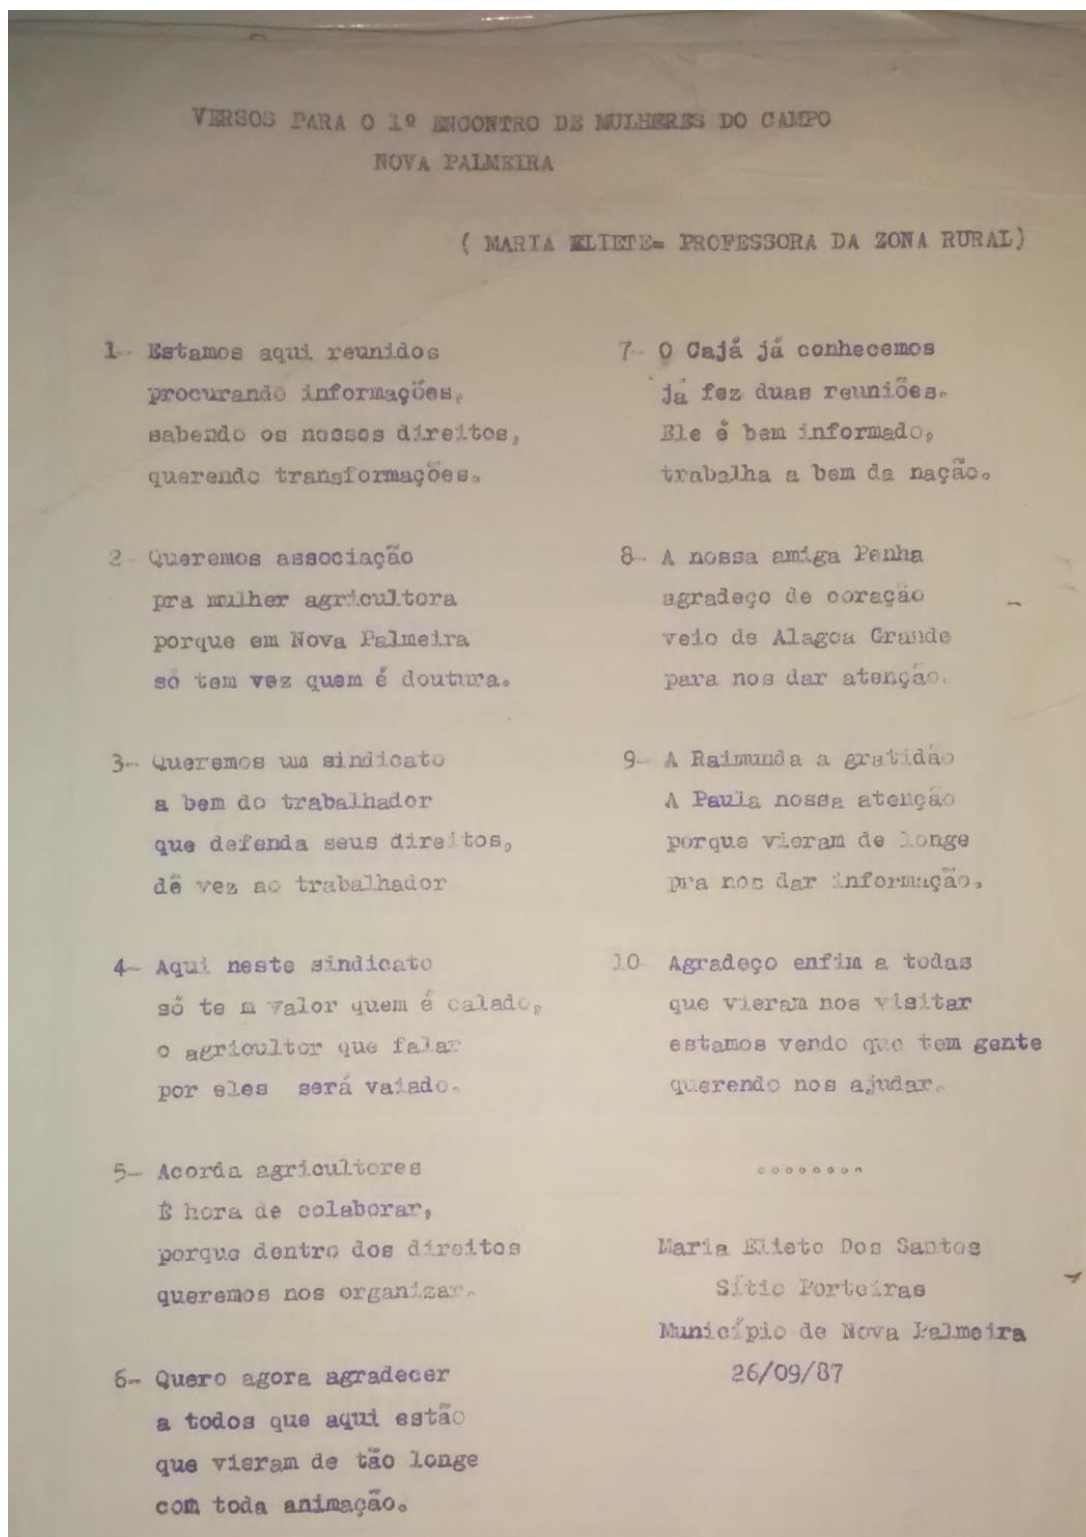 VERSOS PARA O 1º ENCONTRO DE MULHERES DO CAMPO
NOVA PALMEIRA
( MARIA ELIETE= PROFESSORA DA ZONA RURAL)
1- Estamos aqui reunidos
procurando informações,
sabendo os nossos direitos,
querendo transformações.
2- Queremos associação
pra mulher agricultora
porque em Nova Palmeira
só tem vez quem é doutura.
3- Queremos um sindicato
a bem do trabalhador
que defenda seus direitos,
dê vez ao trabalhador
4- Aqui neste sindicato
só te m valor quem é calado,
o agricultor que falar
por eles será vaiado.
5- Acorda agricultores
É hora de colaborar,
porque dentro dos direitos
queremos nos organizar.
6- Quero agora agradecer
a todos que aqui estão
que vieram de tão longe
com toda animação.
7- O Cajá já conhecemos
já fez duas reuniões.
Ele é bem informado,
trabalha a bem da nação.
8- A nossa amiga Penha
agradeço de coração
veio de Alagoa Grande
para nos dar atenção.
9- A Raimunda a gratidão
A Paula nossa atenção
porque vieram de longe
pra nos dar informação.
10- Agradeço enfim a todas
que vieram nos visitar
estamos vendo que tem gente
querendo nos ajudar.
........
Maria Eliete Dos Santos
Sítio Porteiras
Município de Nova Palmeira
26/09/87